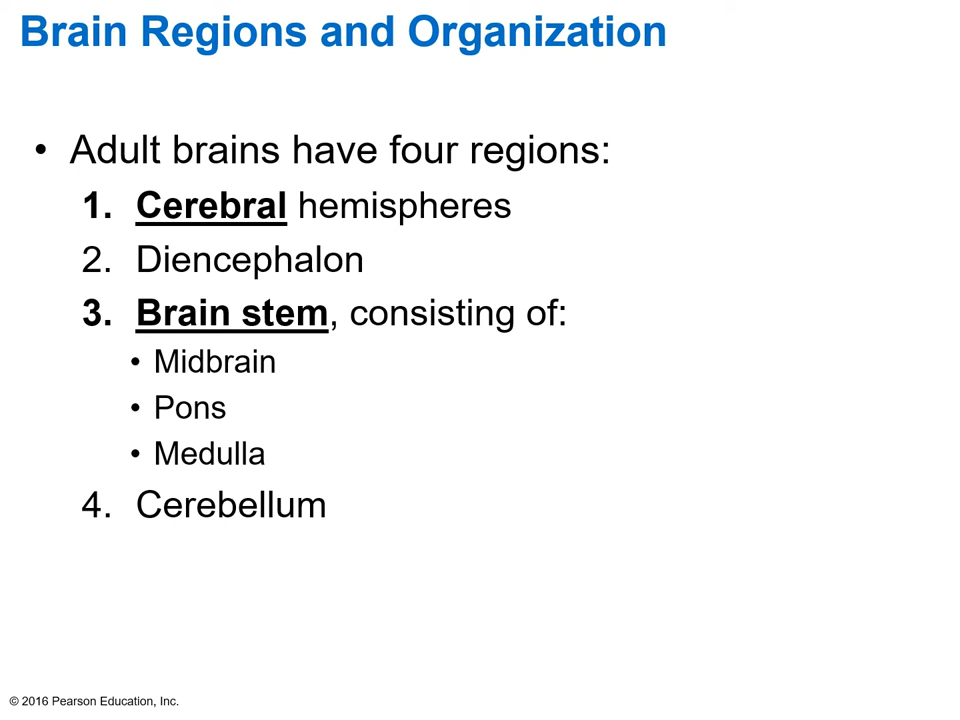 Brain Regions and Organization
• Adult brains have four regions:
1. Cerebral hemispheres
2. Diencephalon
3. Brain stem, consisting of:
• Midbrain
• Pons
• Medulla
4. Cerebellum
© 2016 Pearson Education, Inc.